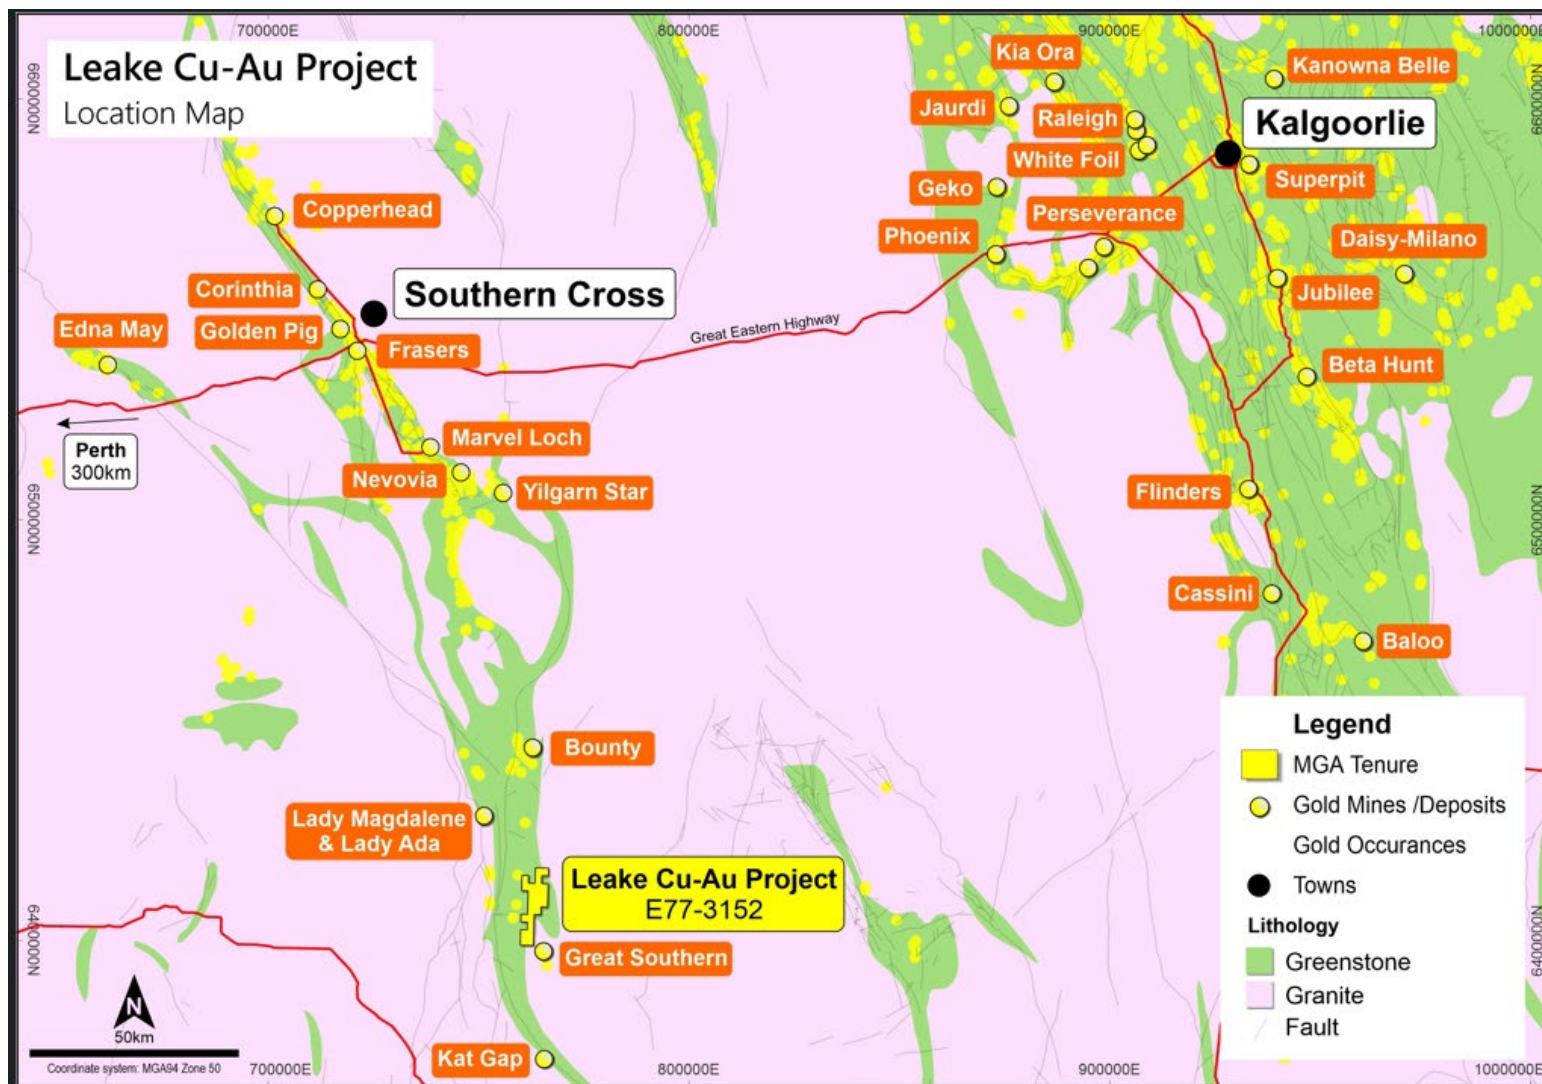 700000E
800000E
900000E
1000000E
Leake Cu-Au Project
Location Map
6600000N
6600000N
Kia Ora
Kanowna Belle
Jaurdi
Raleigh
Kalgoorlie
White Foil
Superpit
Geko
Copperhead
Perseverance
Phoenix
Daisy-Milano
Corinthia
Southern Cross
Jubilee
Edna May
Golden Pig
Great Eastern Highway
Frasers
Beta Hunt
Perth
300km
Marvel Loch
Nevovia
Yilgarn Star
Flinders
6500000N
6500000N
Cassini
Baloo
Bounty
Lady Magdalene
& Lady Ada
Leake Cu-Au Project
E77-3152
Great Southern
6400000N
6400000N
Kat Gap
Legend
MGA Tenure
Gold Mines /Deposits
Gold Occurances
Towns
Lithology
Greenstone
Granite
Fault
N
50km
Coordinate system: MGA94 Zone 50
700000E
800000E
900000E
1000000E